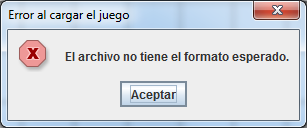 Error al cargar el juego
El archivo no tiene el formato esperado.
Aceptar